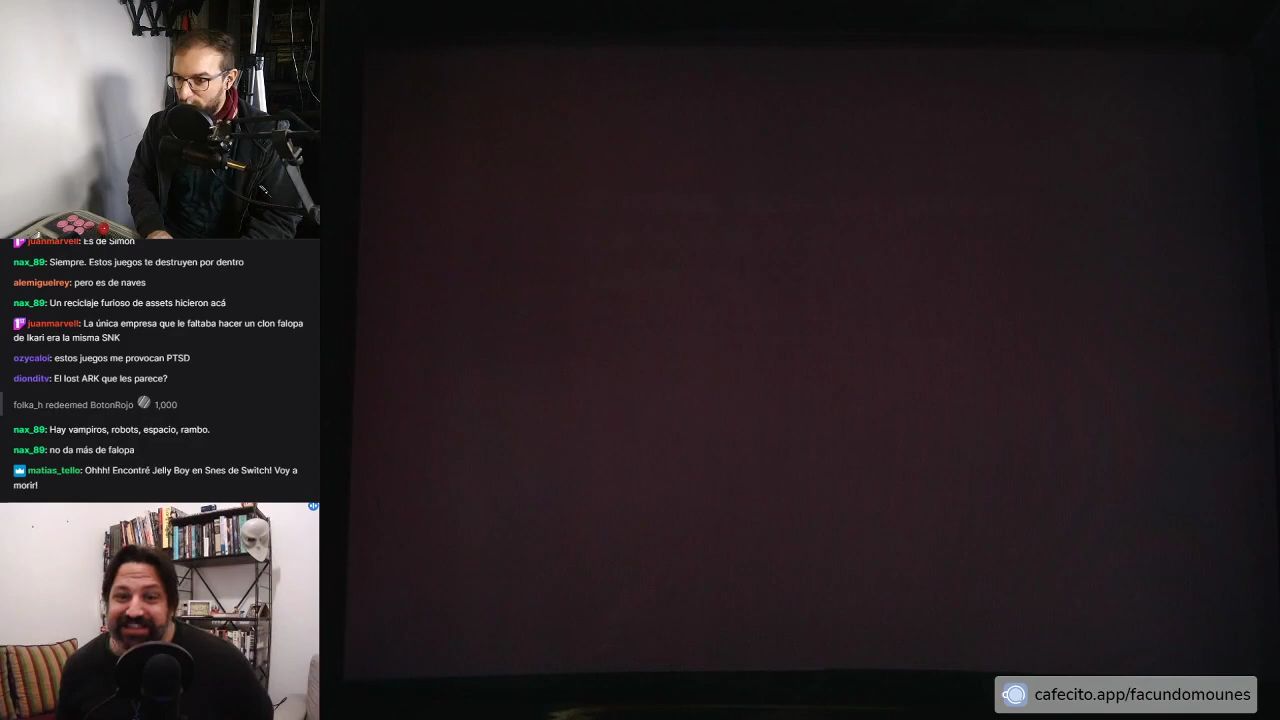 juanmarvell: Es de Simon
nax_89: Siempre. Estos juegos te destruyen por dentro
alemiguelrey: pero es de naves
nax_89: Un reciclaje furioso de assets hicieron acá
juanmarvell: La única empresa que le faltaba hacer un clon falopa
de Ikari era la misma SNK
ozycaloi: estos juegos me provocan PTSD
dionditv: El lost ARK que les parece?
folka_h redeemed BotonRojo 1,000
nax_89: Hay vampiros, robots, espacio, rambo.
nax_89: no da más de falopa
matias_tello: Ohhh! Encontré Jelly Boy en Snes de Switch! Voy a
morir!
cafecito.app/facundomounes